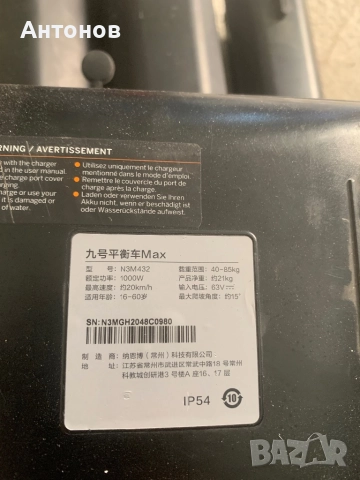 Антонов
RNING / AVERTISSEMENT
with the charger
d in the user manual.
e charge port cover
rging.
harge or use your
it is damaged or
of water.
● Utilisez uniquement le chargeur
mentionné dans le mode d'emploi.
● Remettre le couvercle du port de
de charge après la charge.
● Laden oder verwenden Sie Ihren
Akku nicht, wenn er beschädigt ist
oder Wasserrückstände aufweist.
九号平衡车Max
型 号: N3M432
额定功率: 1000W
最高速度: 约20km/h
适用年龄: 16-60岁
载重范围: 40-85kg
产品净重: 约21kg
输入电压: 63V
最大爬坡角度: 约15°
SN:N3MGH2048C0980
制 造 商: 纳恩博（常州）科技有限公司
地 址: 江苏省常州市武进区常武中路18 号常州
科教城创研港3 号楼A 座16、17 层
IP54
10
BAZAR